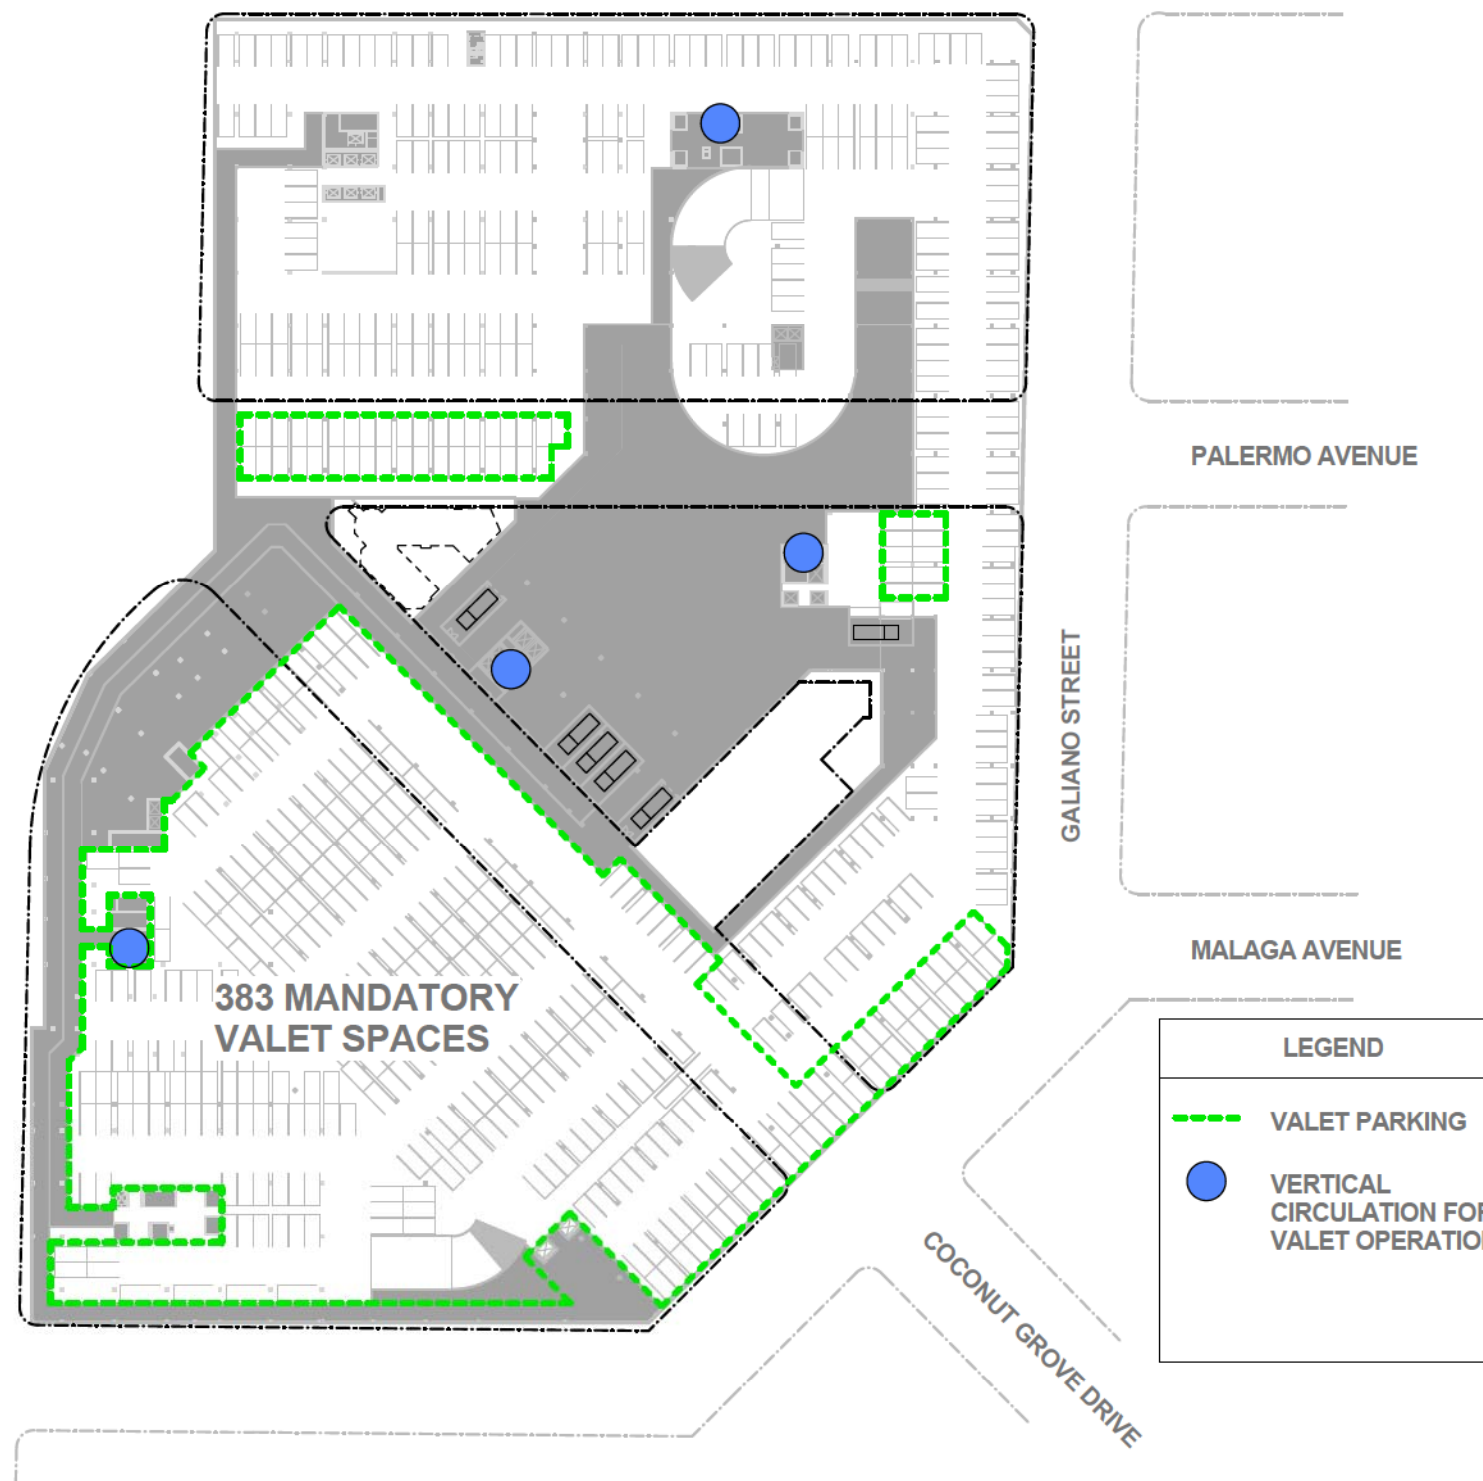 PALERMO AVENUE
GALIANO STREET
MALAGA AVENUE
383 MANDATORY
VALET SPACES
LEGEND
VALET PARKING
VERTICAL
CIRCULATION FOR
VALET OPERATION
COCONUT GROVE DRIVE